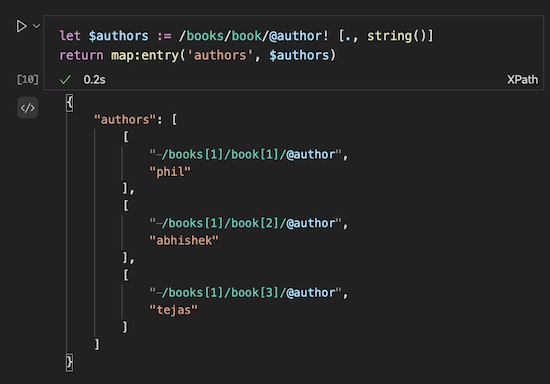 let $authors := /books/book/@author! [., string()]
return map:entry('authors', $authors)
[10]
0.2s
XPath
</>
{
"authors": [
[
"-/books[1]/book[1]/@author",
"phil"
],
[
"-/books[1]/book[2]/@author",
"abhishek"
],
[
"-/books[1]/book[3]/@author",
"tejas"
]
]
}